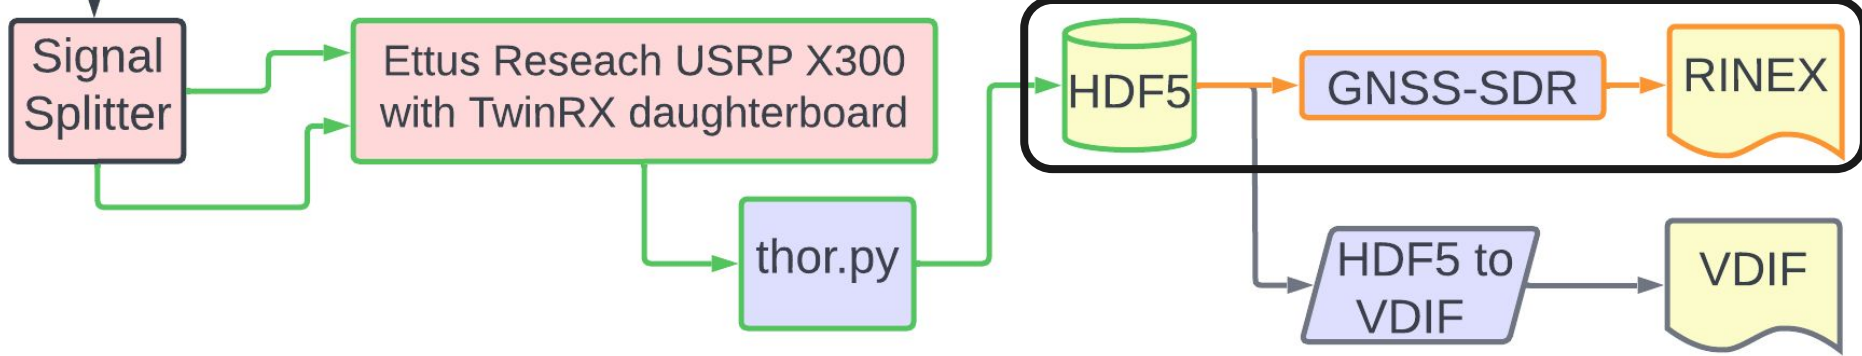 Signal
Splitter
Ettus Reseach USRP X300
with TwinRX daughterboard
thor.py
HDF5
GNSS-SDR
RINEX
HDF5 to
VDIF
VDIF